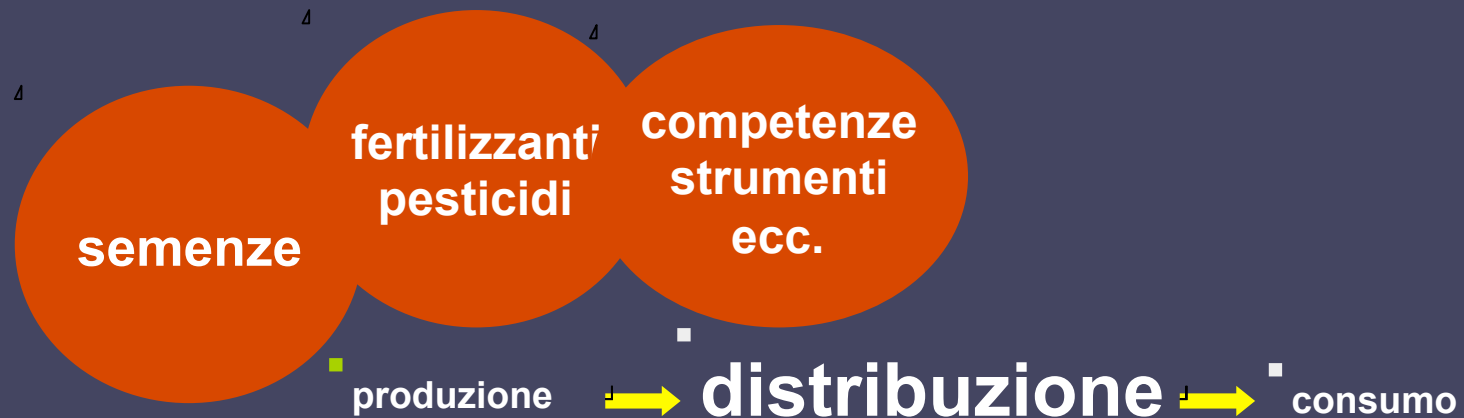 semenze
fertilizzanti
pesticidi
competenze
strumenti
ecc.
produzione
distribuzione
consumo